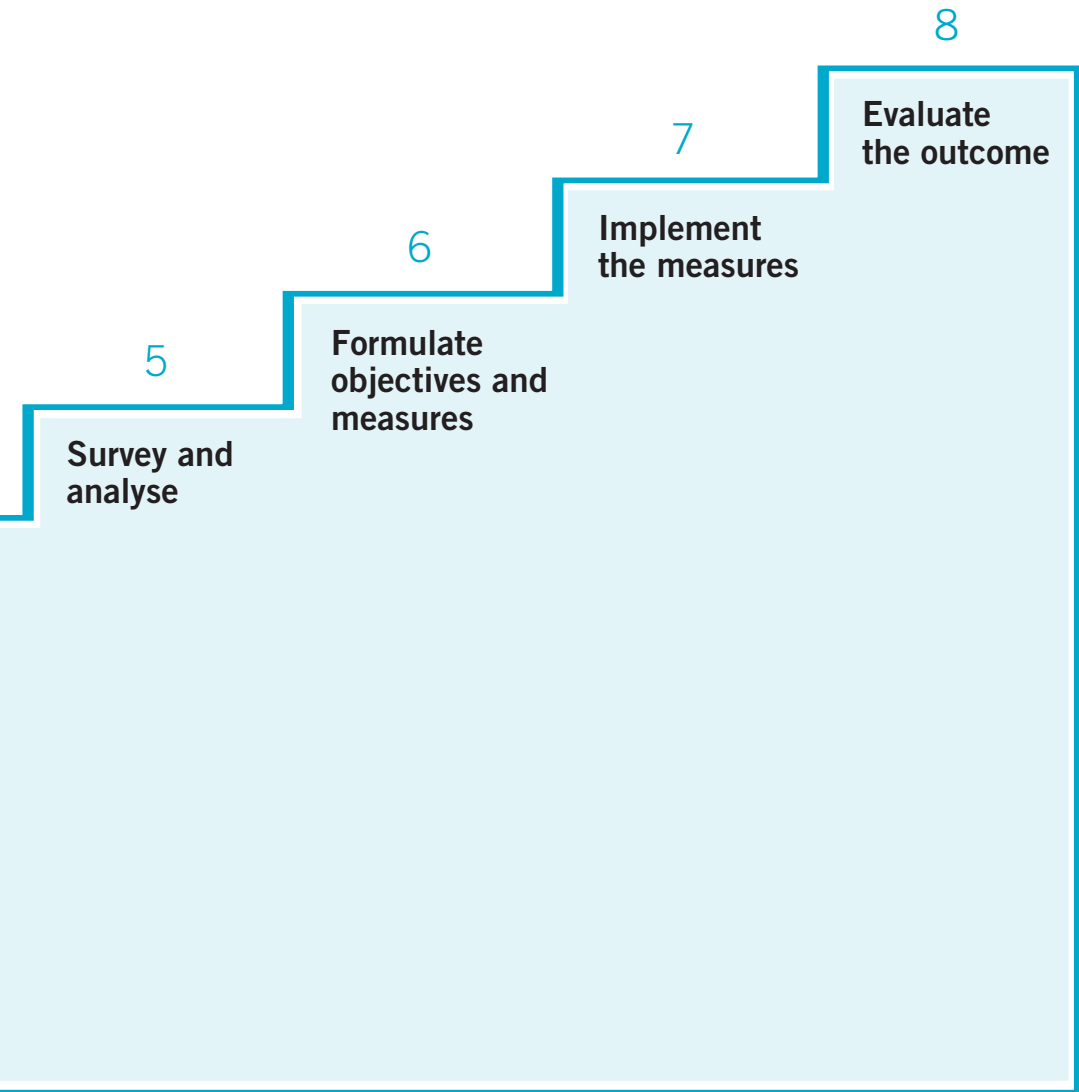 5
Survey and
analyse
6
Formulate
objectives and
measures
7
Implement
the measures
8
Evaluate
the outcome